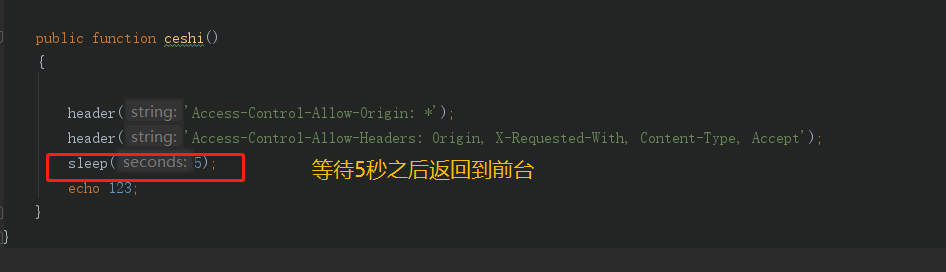 public function ceshi()
{
header( string: 'Access-Control-Allow-Origin: *');
header( string: 'Access-Control-Allow-Headers: Origin, X-Requested-With, Content-Type, Accept');
sleep( seconds: 5);
等待5秒之后返回到前台
echo 123;
}
}